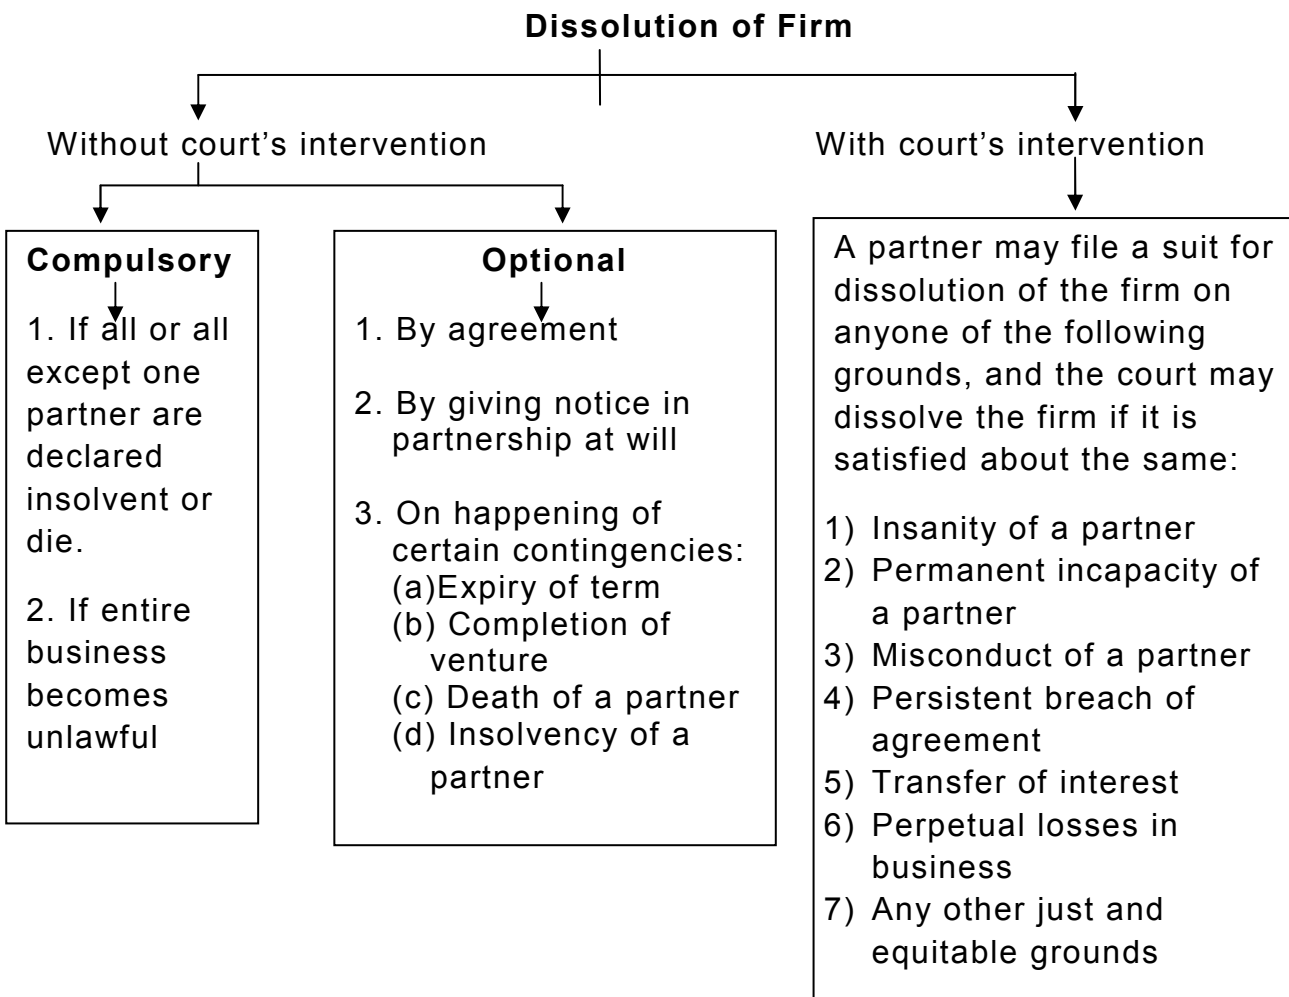 Dissolution of Firm
Without court’s intervention
With court’s intervention
Compulsory
1. If all or all
except one
partner are
declared
insolvent or
die.
2. If entire
business
becomes
unlawful
Optional
1. By agreement
2. By giving notice in
partnership at will
3. On happening of
certain contingencies:
(a)Expiry of term
(b) Completion of
venture
(c) Death of a partner
(d) Insolvency of a
partner
A partner may file a suit for
dissolution of the firm on
anyone of the following
grounds, and the court may
dissolve the firm if it is
satisfied about the same:
1) Insanity of a partner
2) Permanent incapacity of
a partner
3) Misconduct of a partner
4) Persistent breach of
agreement
5) Transfer of interest
6) Perpetual losses in
business
7) Any other just and
equitable grounds